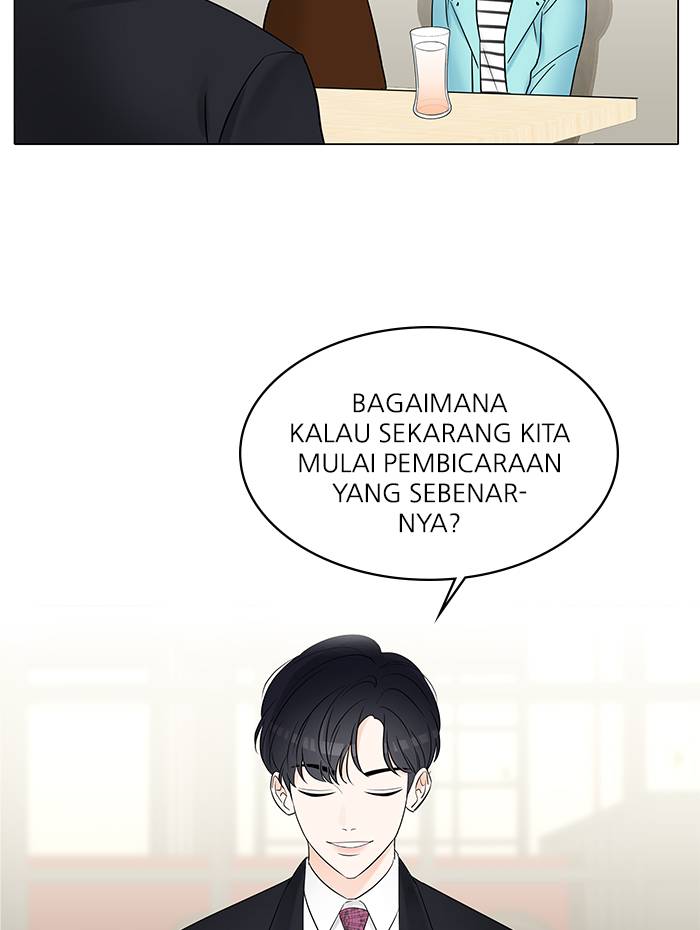 BAGAIMANA
KALAU SEKARANG KITA
MULAI PEMBICARAAN
YANG SEBENAR-
NYA?